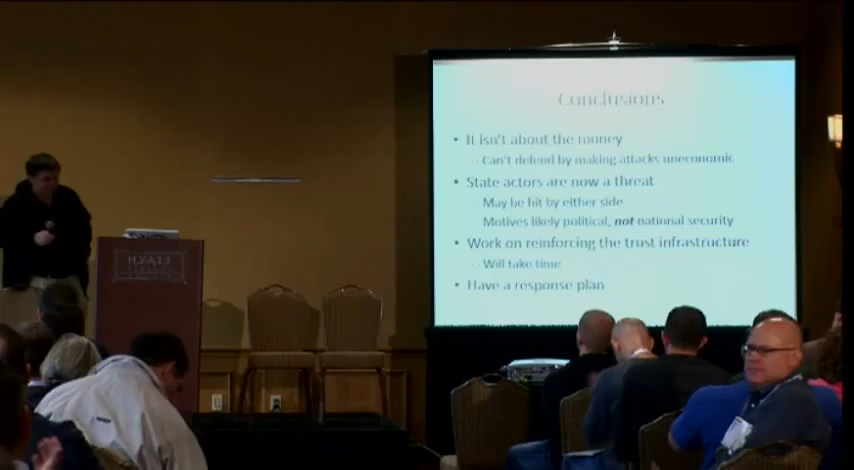 Conclusions
• It isn't about the money
– Can't defend by making attacks uneconomic
• State actors are now a threat
May be hit by either side
Motives likely political, not national security
• Work on reinforcing the trust infrastructure
– Will take time
• Have a response plan
HYATT